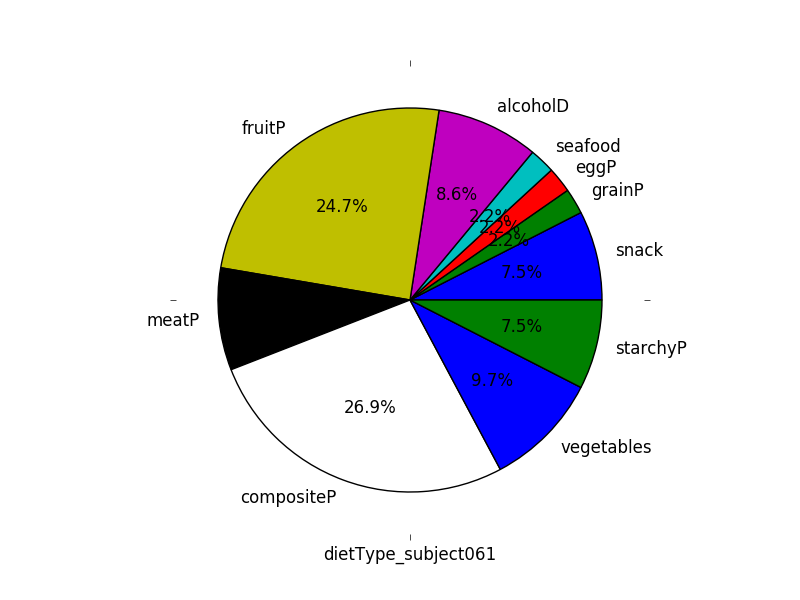 alcoholD
fruitP
seafood
eggP
grainP
8.6%
24.7%
2.2%
2.2%
2.2%
snack
7.5%
meatP
7.5%
starchyP
9.7%
26.9%
vegetables
compositeP
dietType_subject061